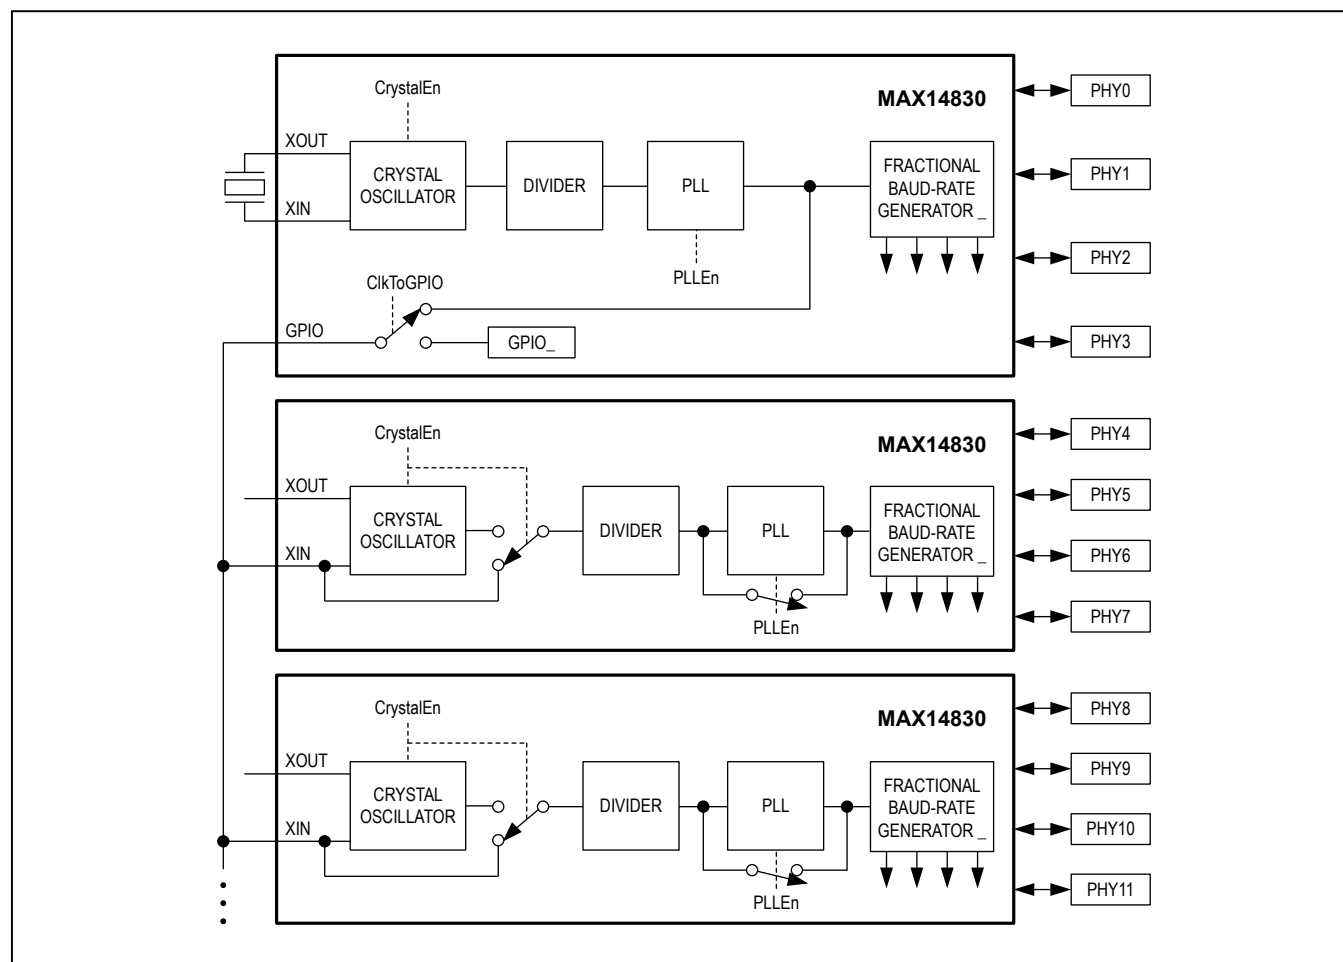 CrystalEn
MAX14830
PHY0
XOUT
CRYSTAL
OSCILLATOR
DIVIDER
PLL
FRACTIONAL
BAUD-RATE
GENERATOR _
PHY1
XIN
PHY2
ClkToGPIO
PLLEn
GPIO
GPIO_
PHY3
CrystalEn
MAX14830
PHY4
XOUT
CRYSTAL
OSCILLATOR
DIVIDER
PLL
FRACTIONAL
BAUD-RATE
GENERATOR _
PHY5
XIN
PHY6
PHY7
PLLEn
CrystalEn
MAX14830
PHY8
XOUT
CRYSTAL
OSCILLATOR
DIVIDER
PLL
FRACTIONAL
BAUD-RATE
GENERATOR _
PHY9
XIN
PHY10
PHY11
PLLEn